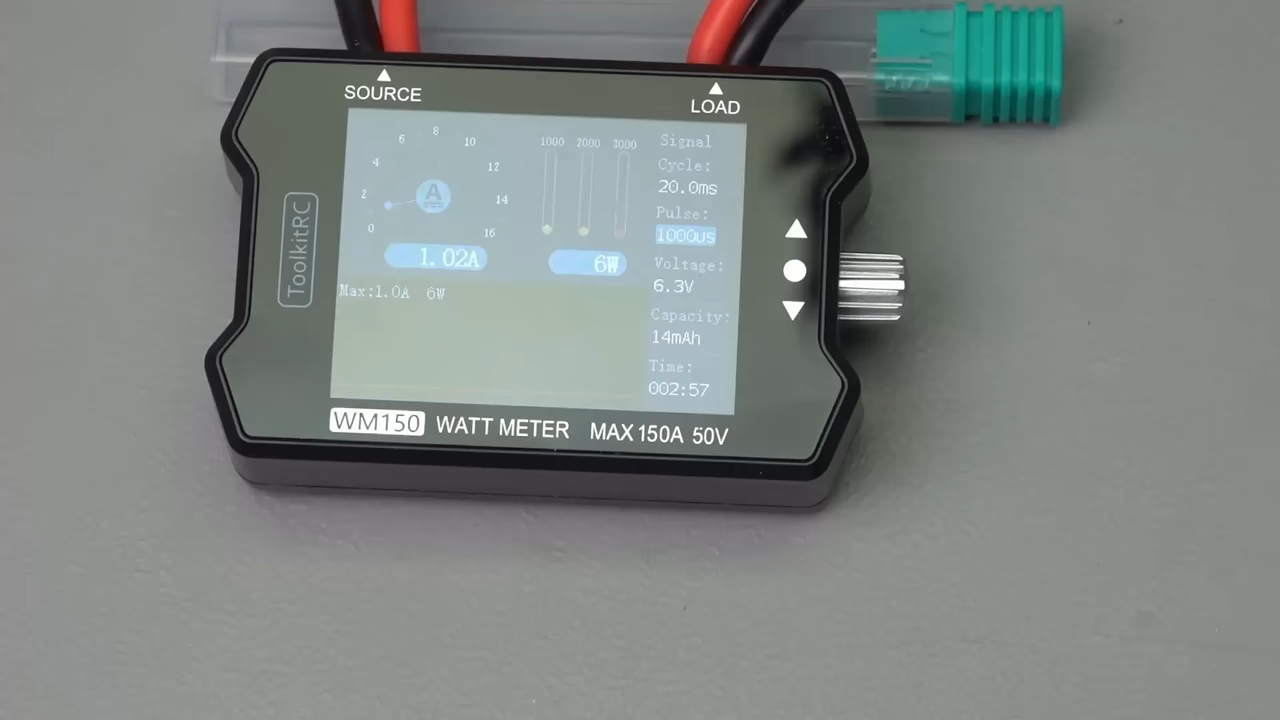 SOURCE
LOAD
ToolkitRC
0
2
4
6
8
10
12
14
16
A
1.02A
1000 2000 3000
6W
Max:1.0A 6W
Signal
Cycle:
20.0ms
Pulse:
1000us
Voltage:
6.3V
Capacity:
14mAh
Time:
002:57
WM150 WATT METER MAX 150A 50V